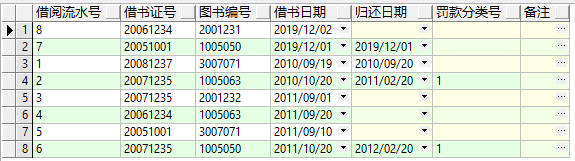 借阅流水号 借书证号 图书编号 借书日期 归还日期 罚款分类号 备注
1 8 20061234 2001231 2019/12/02 ...
2 7 20051001 1005050 2019/12/01 2019/12/01 ...
3 1 20081237 3007071 2010/09/19 2010/09/20 ...
4 2 20071235 1005063 2010/10/20 2011/02/20 1 ...
5 3 20071235 2001232 2011/09/01 ...
6 4 20061234 1005063 2011/09/20 ...
7 5 20051001 3007071 2011/09/10 ...
8 6 20071235 1005050 2011/10/20 2012/02/20 1 ...